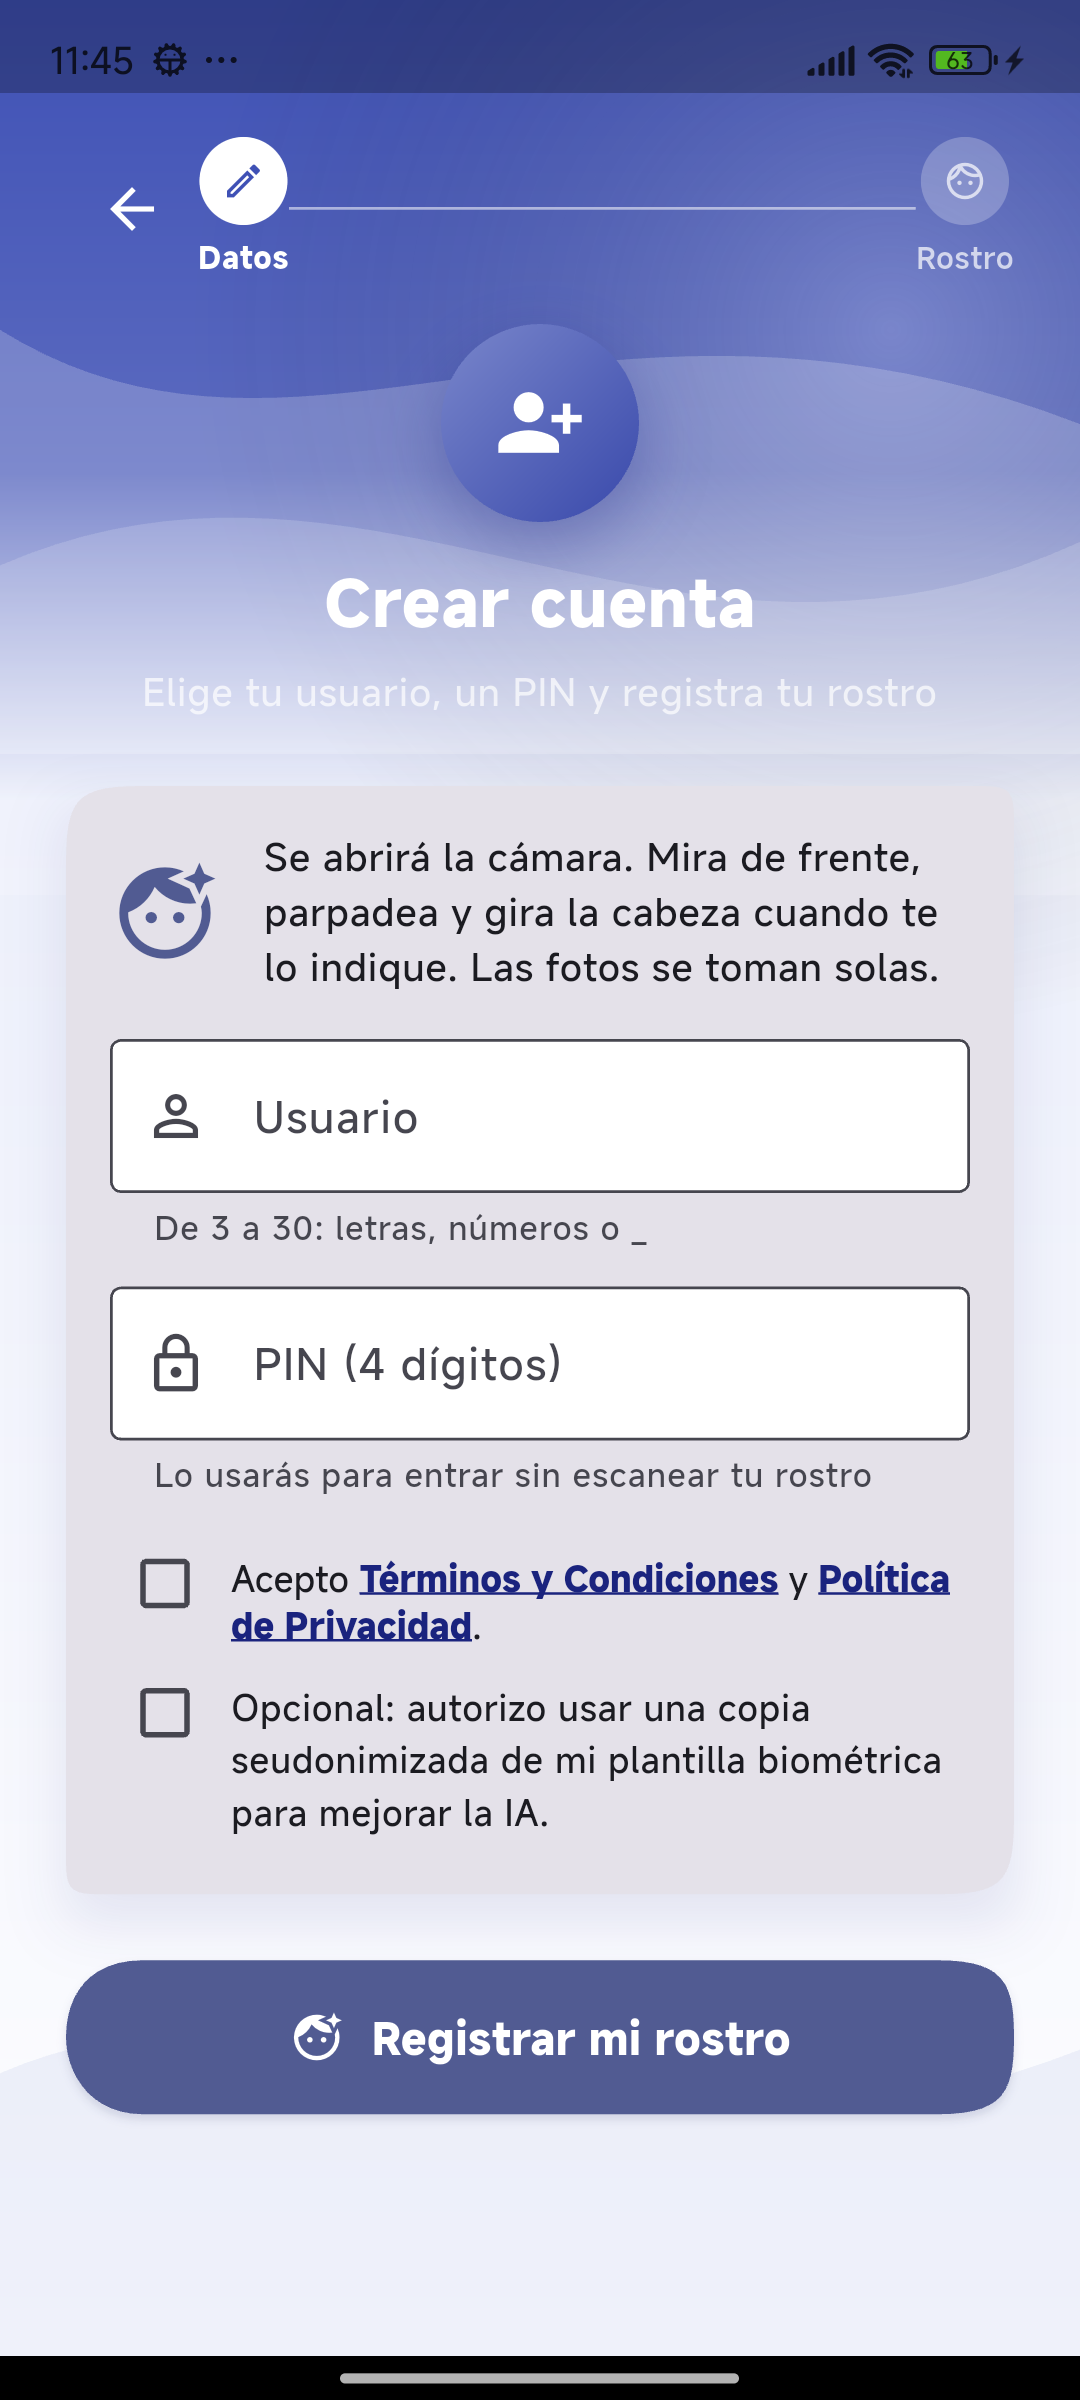 11:45
63
Datos
Rostro
Crear cuenta
Elige tu usuario, un PIN y registra tu rostro
Se abrirá la cámara. Mira de frente,
parpadea y gira la cabeza cuando te
lo indique. Las fotos se toman solas.
Usuario
De 3 a 30: letras, números o _
PIN (4 dígitos)
Lo usarás para entrar sin escanear tu rostro
Acepto Términos y Condiciones y Política
de Privacidad.
Opcional: autorizo usar una copia
seudonimizada de mi plantilla biométrica
para mejorar la IA.
Registrar mi rostro